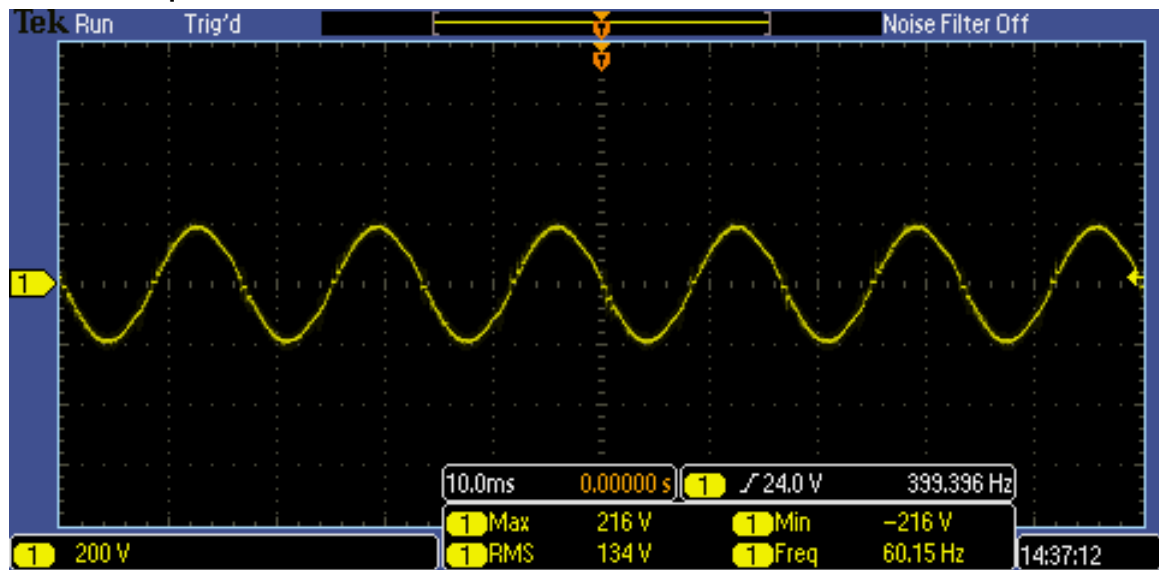 Tek Run Trig'd Noise Filter Off
T
T
1
10.0ms 0.00000 s 1 24.0 V 399.396 Hz
1 Max 216 V 1 Min −216 V
1 RMS 134 V 1 Freq 60.15 Hz
1 200 V 14:37:12